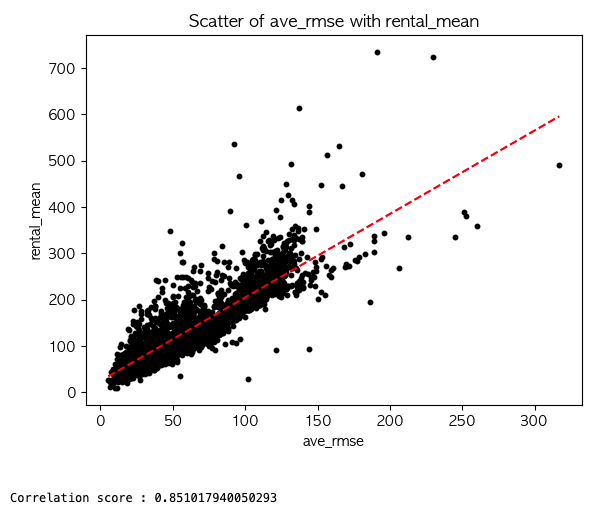 Scatter of ave_rmse with rental_mean
700
600
500
400
300
200
100
0
rental_mean
0 50 100 150 200 250 300
ave_rmse
Correlation score : 0.851017940050293